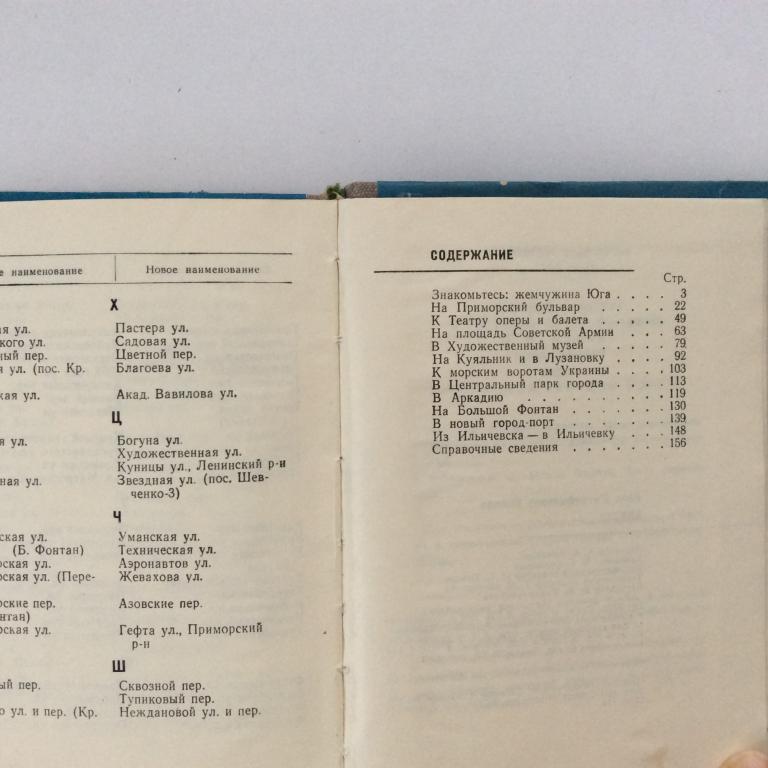 е наименование Новое наименование
Х
ая ул. Пастера ул.
ского ул. Садовая ул.
ный пер. Цветной пер.
я ул. (пос. Кр. Благоева ул.
кая ул. Акад. Вавилова ул.
Ц
ая ул. Богуна ул.
Художественная ул.
Куницы ул., Ленинский р-н
ная ул. Звездная ул. (пос. Шев-
ченко-3)
Ч
ская ул. Уманская ул.
(Б. Фонтан) Техническая ул.
рская ул. Аэронавтов ул.
рская ул. (Пере- Жевахова ул.
рские пер. Азовские пер.
нтан)
рская ул. Гефта ул., Приморский
р-н
Ш
ый пер. Сквозной пер.
Тупиковый пер.
о ул. и пер. (Кр. Неждановой ул. и пер.
СОДЕРЖАНИЕ
Стр.
Знакомьтесь: жемчужина Юга . . . . 3
На Приморский бульвар . . . . . 22
К Театру оперы и балета . . . . . 49
На площадь Советской Армии . . . . 63
В Художественный музей . . . . . 79
На Куяльник и в Лузановку . . . . 92
К морским воротам Украины . . . . 103
В Центральный парк города . . . . 113
В Аркадию . . . . . . . . 119
На Большой Фонтан . . . . . . 130
В новый город-порт . . . . . . 139
Из Ильичевска — в Ильичевку . . . 148
Справочные сведения . . . . . . 156